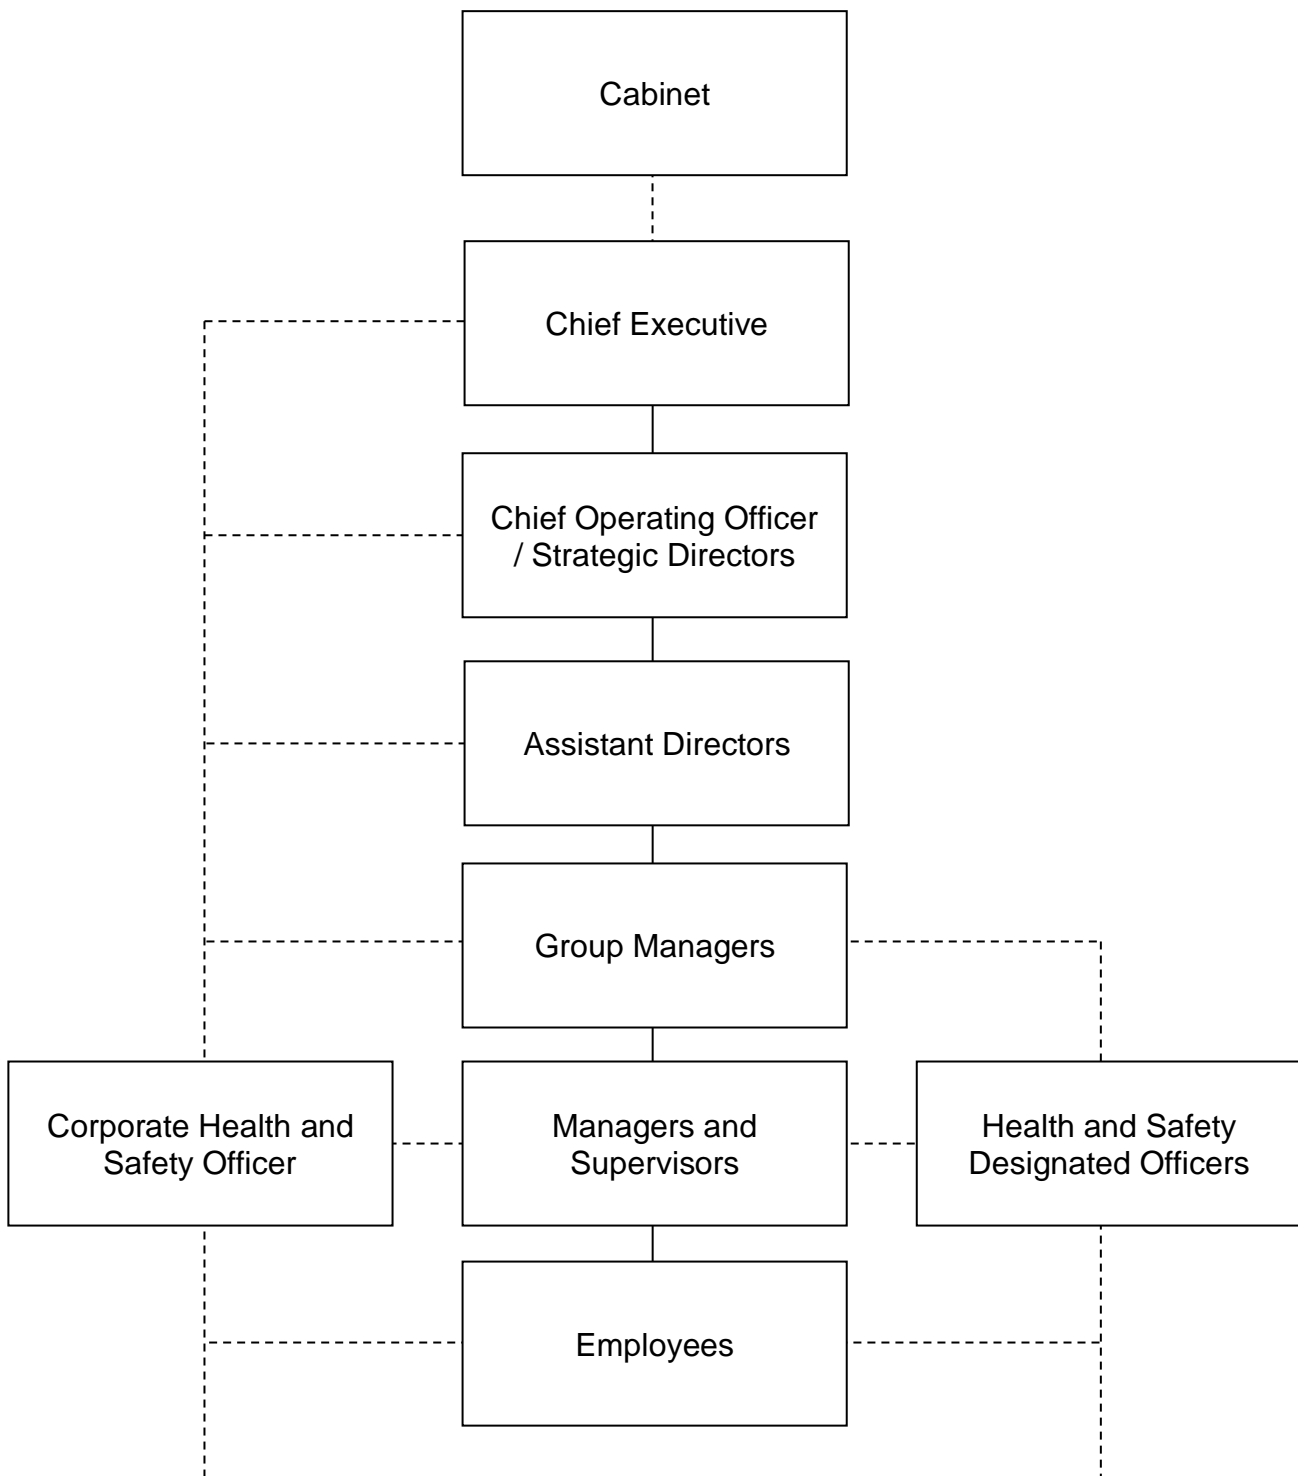 Cabinet
Chief Executive
Chief Operating Officer
/ Strategic Directors
Assistant Directors
Group Managers
Corporate Health and
Safety Officer
Managers and
Supervisors
Health and Safety
Designated Officers
Employees